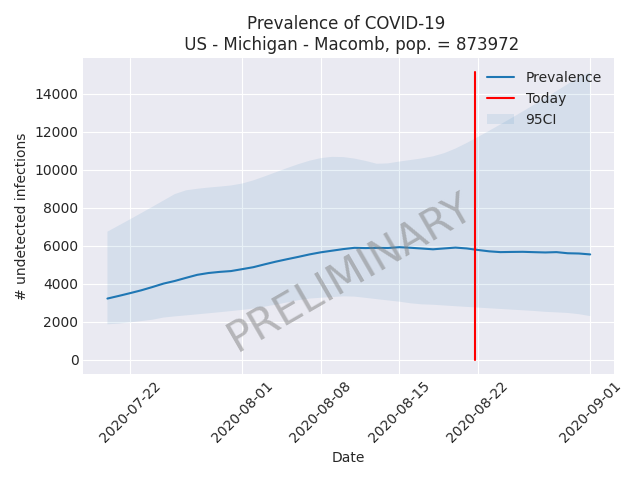 Prevalence of COVID-19
US - Michigan - Macomb, pop. = 873972
# undetected infections
14000
12000
10000
8000
6000
4000
2000
0
Prevalence
Today
95CI
PRELIMINARY
2020-07-22
2020-08-01
2020-08-08
2020-08-15
2020-08-22
2020-09-01
Date